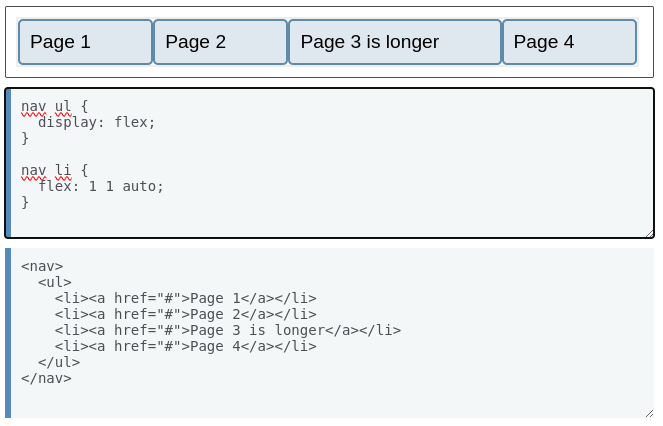 Page 1 Page 2 Page 3 is longer Page 4
nav ul {
  display: flex;
}
nav li {
  flex: 1 1 auto;
}
<nav>
  <ul>
    <li><a href="#">Page 1</a></li>
    <li><a href="#">Page 2</a></li>
    <li><a href="#">Page 3 is longer</a></li>
    <li><a href="#">Page 4</a></li>
  </ul>
</nav>